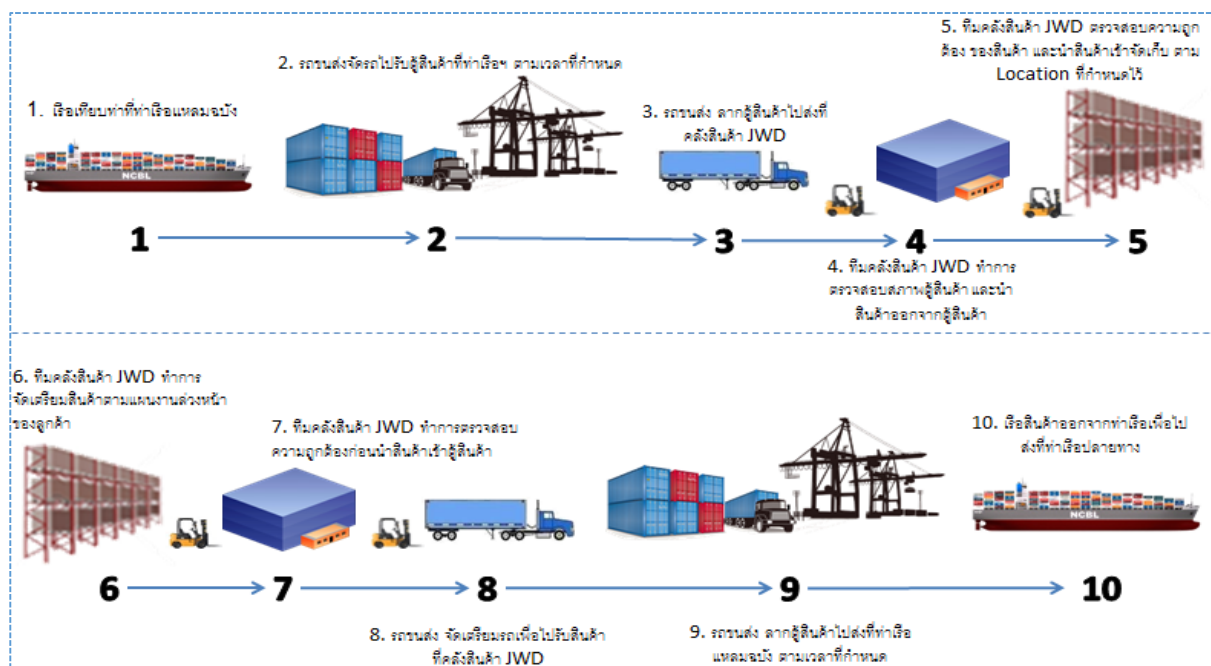 1. เรือเทียบท่าที่ท่าเรือแหลมฉบัง
2. รถขนส่งจัดรถไปรับตู้สินค้าที่ท่าเรือฯ ตามเวลาที่กำหนด
3. รถขนส่ง ลากตู้สินค้าไปส่งที่
คลังสินค้า JWD
5. ทีมคลังสินค้า JWD ตรวจสอบความถูก
ต้อง ของสินค้า และนำสินค้าเข้าจัดเก็บ ตาม
Location ที่กำหนดไว้
NCBL
1
2
3
4
5
4. ทีมคลังสินค้า JWD ทำการ
ตรวจสอบสภาพตู้สินค้า และนำ
สินค้าออกจากตู้สินค้า
6. ทีมคลังสินค้า JWD ทำการ
จัดเตรียมสินค้าตามแผนงานล่วงหน้า
ของลูกค้า
7. ทีมคลังสินค้า JWD ทำการตรวจสอบ
ความถูกต้องก่อนนำสินค้าเข้าตู้สินค้า
10. เรือสินค้าออกจากท่าเรือเพื่อไป
ส่งที่ท่าเรือปลายทาง
NCBL
6
7
8
9
10
8. รถขนส่ง จัดเตรียมรถเพื่อไปรับสินค้า
ที่คลังสินค้า JWD
9. รถขนส่ง ลากตู้สินค้าไปส่งที่ท่าเรือ
แหลมฉบัง ตามเวลาที่กำหนด